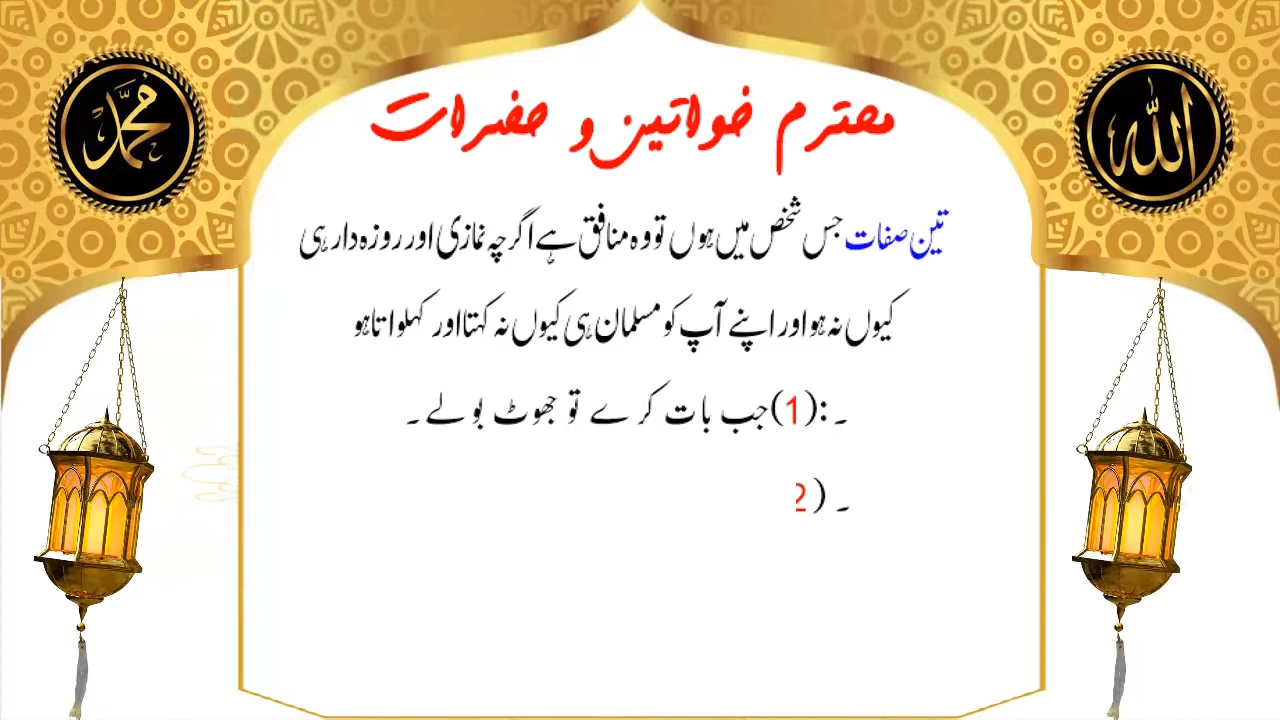 محترم خواتین و حضرات
تین صفات جس شخص میں ہوں تو وہ منافق ہے اگرچہ نمازی اور روزہ دار ہی
کیوں نہ ہو اور اپنے آپ کو مسلمان ہی کیوں نہ کہتا اور کہلواتا ہو
۔:(1)جب بات کرے تو جھوٹ بولے۔
۔ (2
محمد
الله